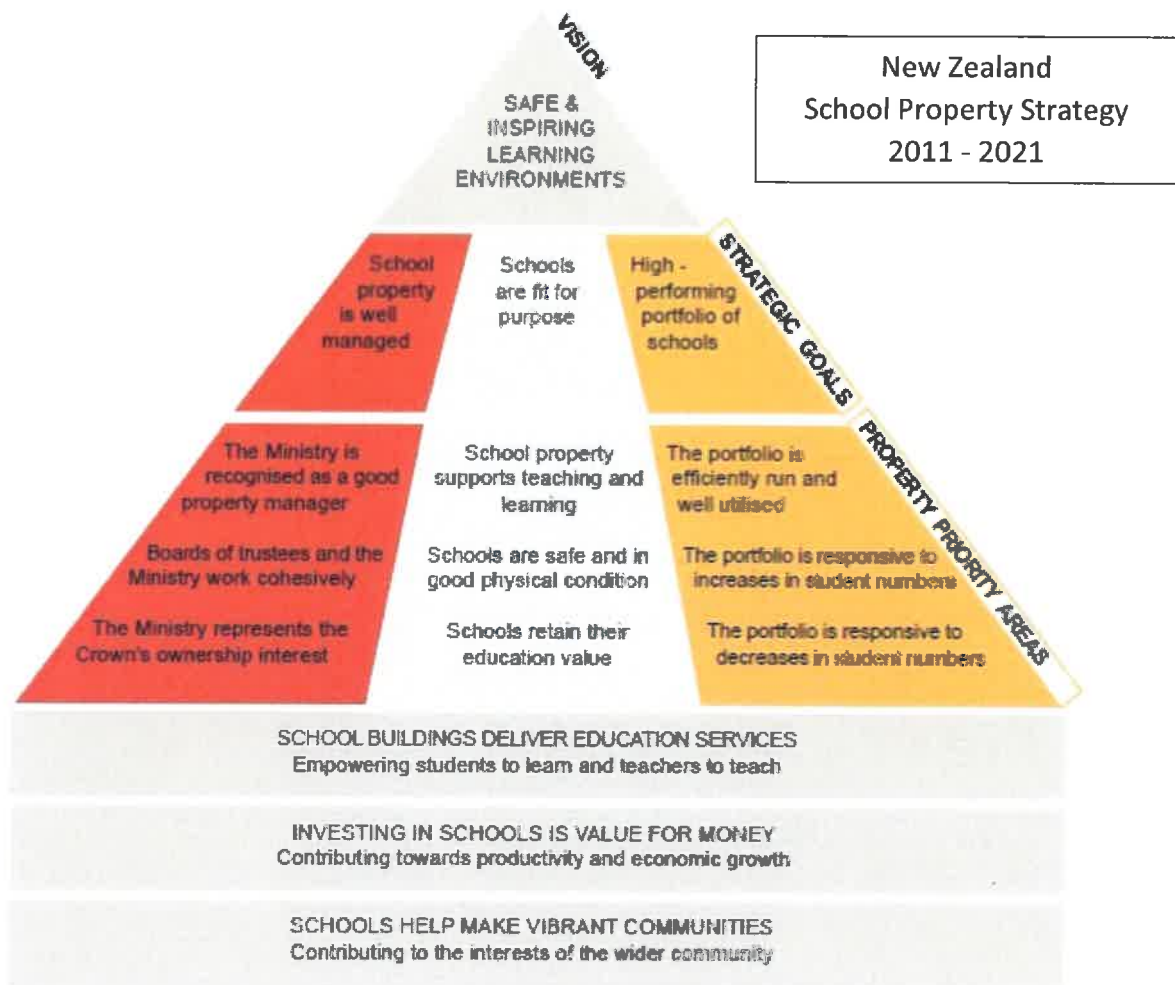 New Zealand
School Property Strategy
2011 - 2021
VISION
SAFE &
INSPIRING
LEARNING
ENVIRONMENTS
STRATEGIC GOALS
School
property
is well
managed
Schools
are fit for
purpose
High -
performing
portfolio of
schools
PROPERTY PRIORITY AREAS
The Ministry is
recognised as a good
property manager
Boards of trustees and the
Ministry work cohesively
The Ministry represents the
Crown's ownership interest
School property
supports teaching and
learning
Schools are safe and in
good physical condition
Schools retain their
education value
The portfolio is
efficiently run and
well utilised
The portfolio is responsive to
increases in student numbers
The portfolio is responsive to
decreases in student numbers
SCHOOL BUILDINGS DELIVER EDUCATION SERVICES
Empowering students to learn and teachers to teach
INVESTING IN SCHOOLS IS VALUE FOR MONEY
Contributing towards productivity and economic growth
SCHOOLS HELP MAKE VIBRANT COMMUNITIES
Contributing to the interests of the wider community